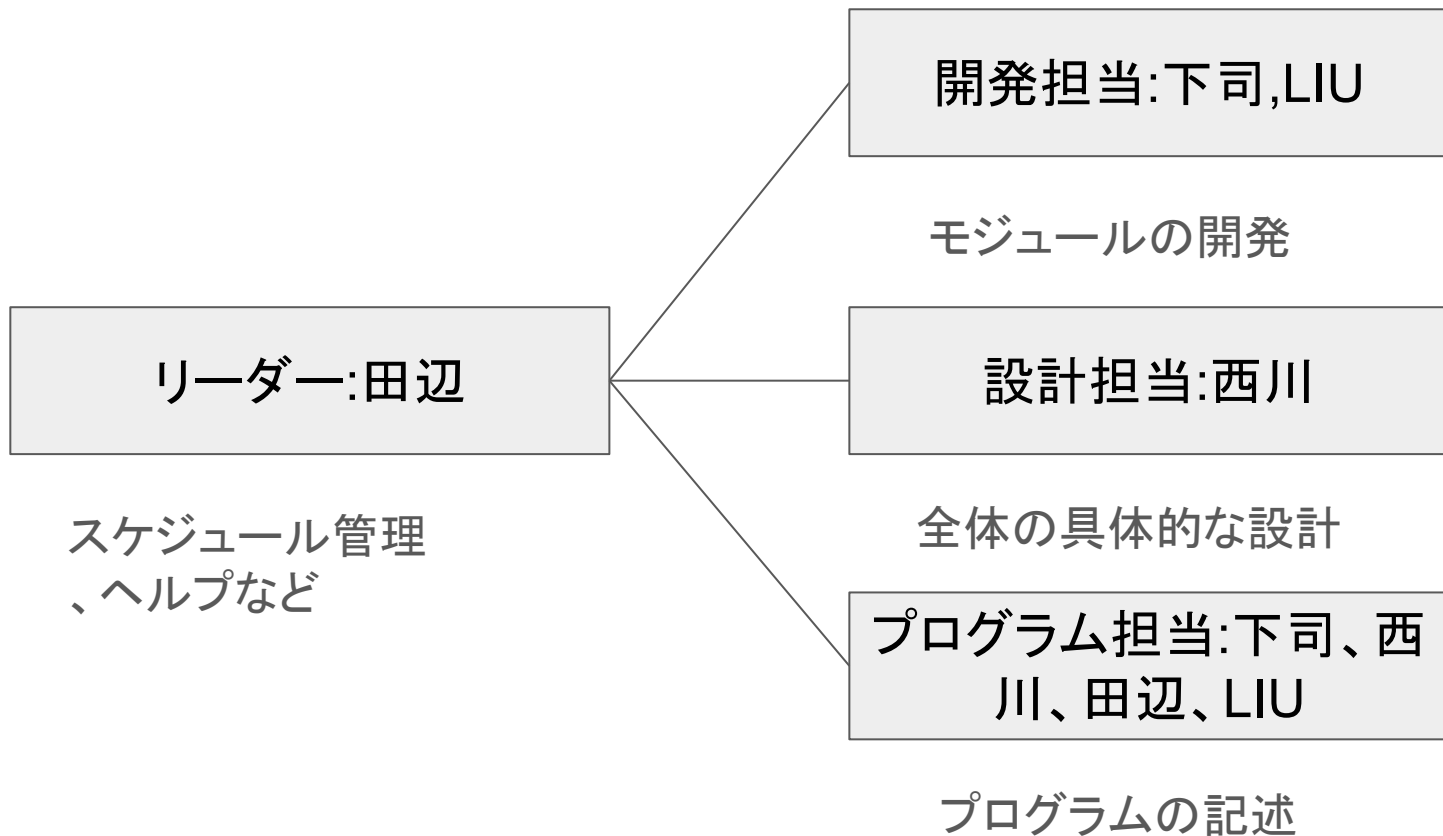 開発担当:下司,LIU
モジュールの開発
リーダー:田辺
設計担当:西川
スケジュール管理
、ヘルプなど
全体の具体的な設計
プログラム担当:下司、西
川、田辺、LIU
プログラムの記述